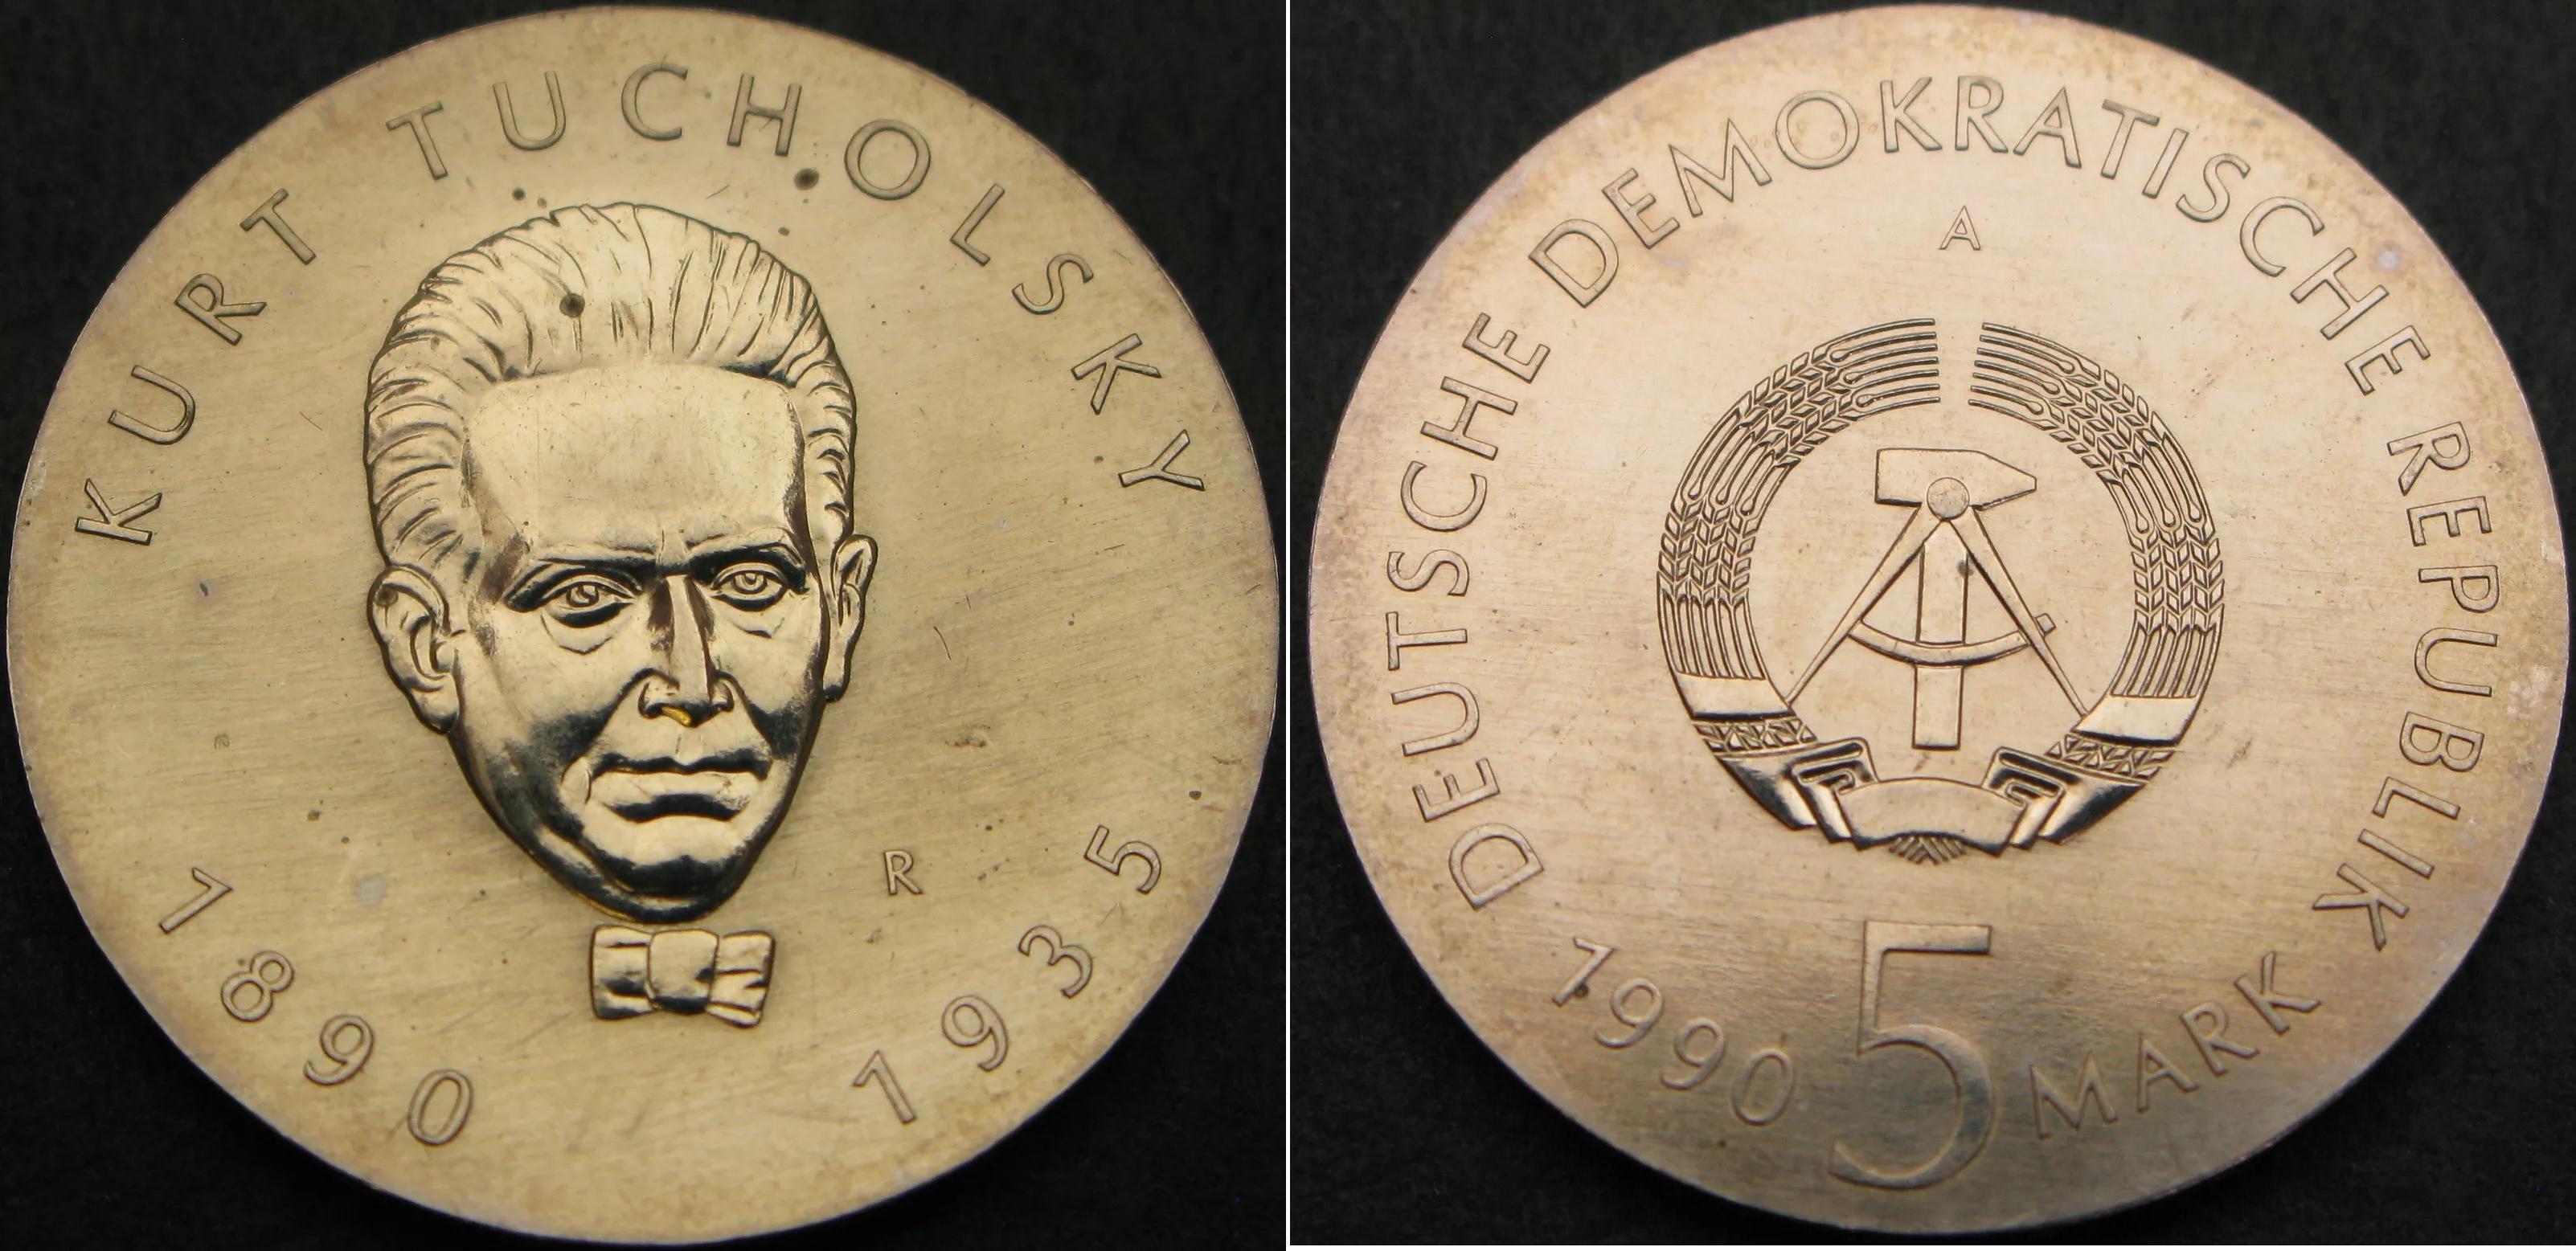 KURT TUCHOLSKY
R
1890 1935
DEUTSCHE DEMOKRATISCHE REPUBLIK
A
1990 5 MARK